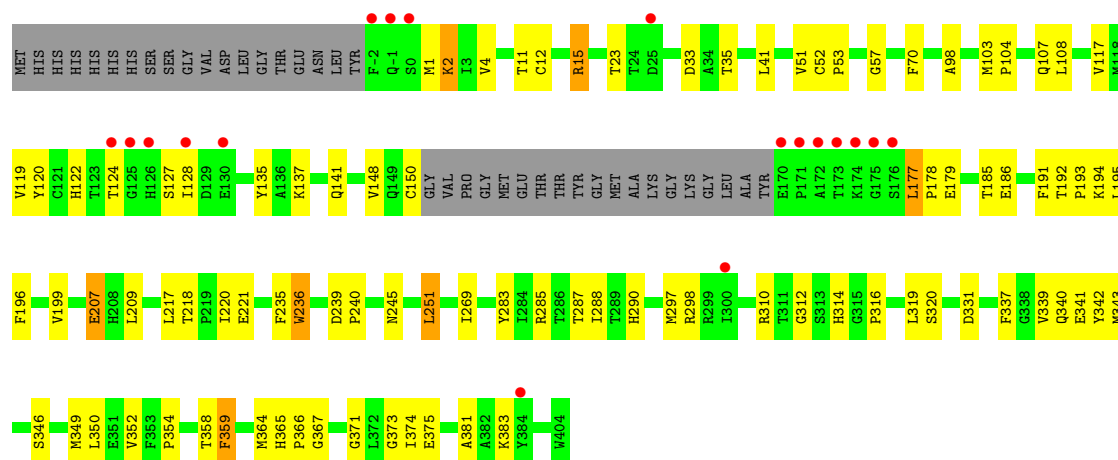 MET HIS HIS HIS HIS HIS HIS SER SER GLY VAL ASP LEU GLY THR GLU ASN LEU TYR F-2 Q-1 S0 M1 K2 I3 V4 T11 C12 R15 T23 T24 D25 D33 A34 T35 L41 V51 C52 P53 G57 F70 A98 M103 P104 Q107 L108 V117 M118
V119 Y120 C121 H122 T123 T124 G125 H126 S127 I128 D129 E130 Y135 A136 K137 Q141 V148 Q149 C150 GLY VAL PRO GLY MET GLU THR THR TYR GLY MET ALA LYS GLY LYS GLY LEU ALA TYR E170 P171 A172 T173 K174 G175 S176 L177 P178 E179 T185 E186 F191 T192 P193 K194 L195
F196 V199 E207 H208 L209 L217 T218 P219 I220 E221 F235 W236 D239 P240 N245 L251 I269 Y283 I284 R285 T286 T287 I288 T289 H290 M297 R298 R299 I300 R310 T311 G312 S313 H314 G315 P316 L319 S320 D331 F337 G338 V339 Q340 E341 Y342 M343
S346 M349 L350 E351 V352 F353 P354 T358 F359 M364 H365 P366 G367 G371 L372 G373 I374 E375 A381 A382 K383 Y384 W404